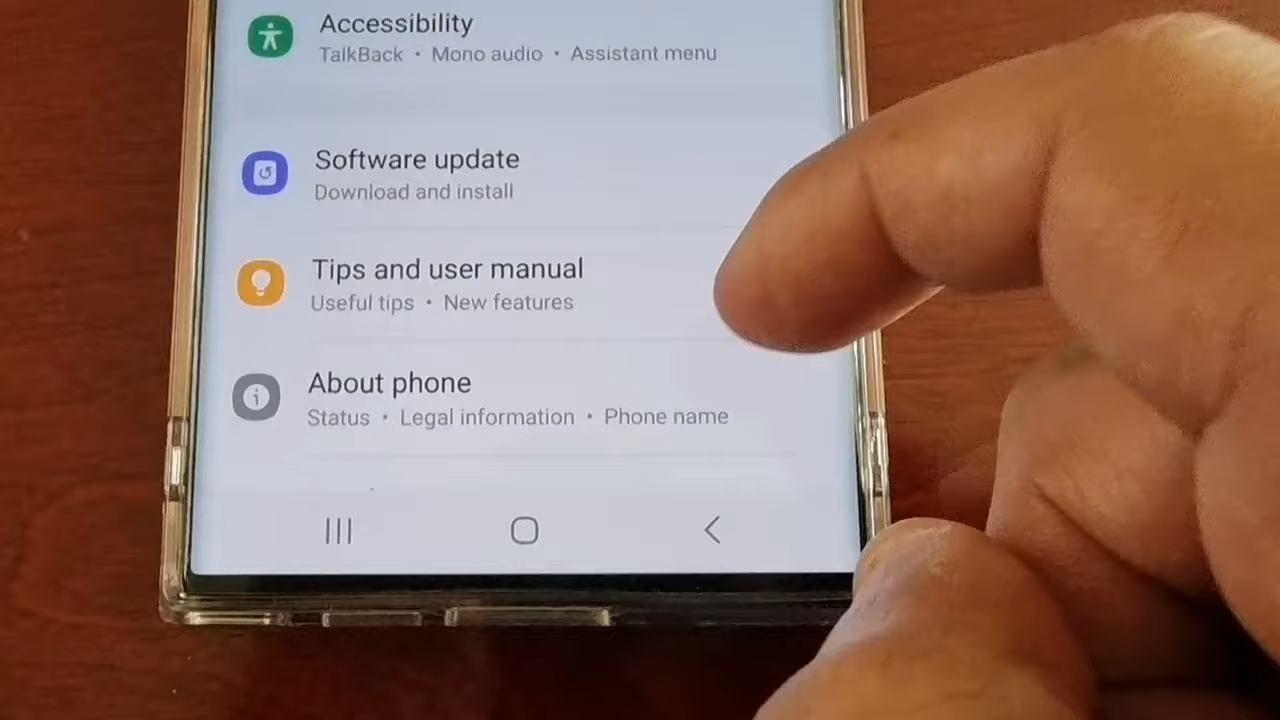 Accessibility
TalkBack • Mono audio • Assistant menu
Software update
Download and install
Tips and user manual
Useful tips • New features
About phone
Status • Legal information • Phone name